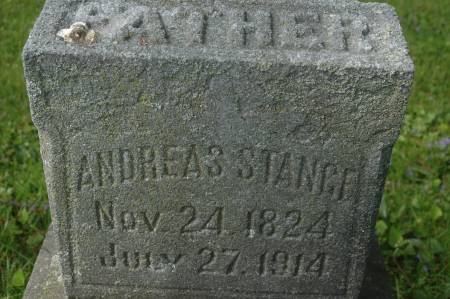 FATHER
ANDREAS STANGE
Nov. 24. 1824
July 27. 1914